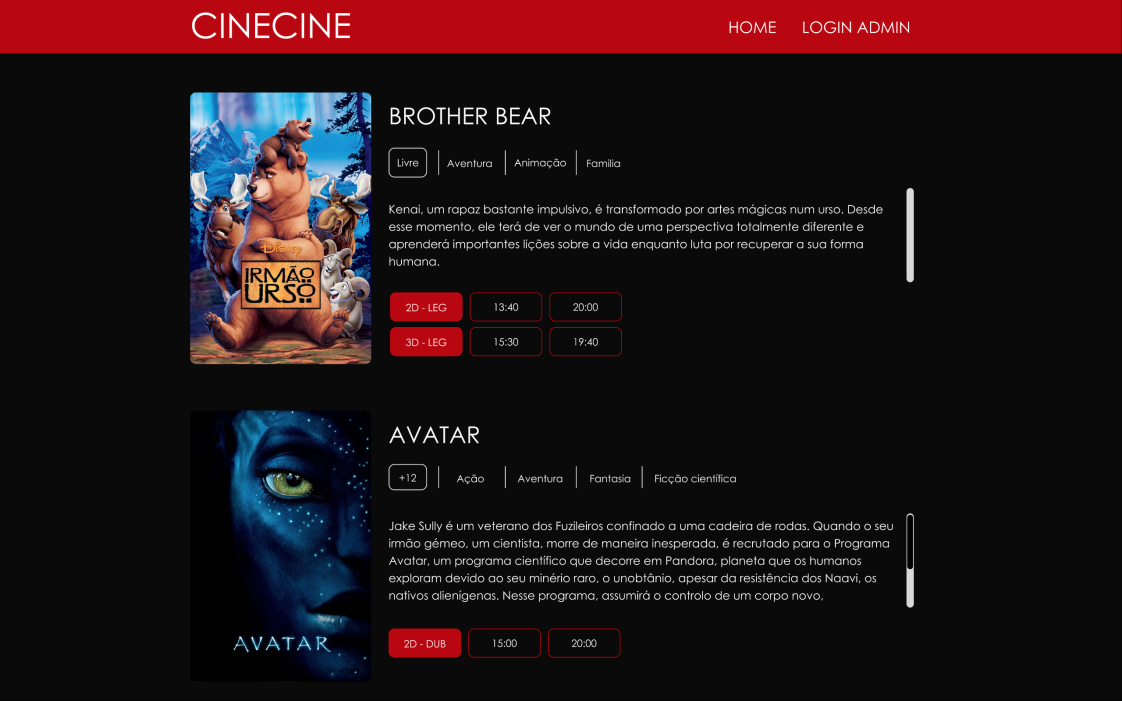 CINECINE
HOME
LOGIN ADMIN
BROTHER BEAR
Livre
Aventura
Animação
Familia
Kenai, um rapaz bastante impulsivo, é transformado por artes mágicas num urso. Desde
esse momento, ele terá de ver o mundo de uma perspectiva totalmente diferente e
aprenderá importantes lições sobre a vida enquanto luta por recuperar a sua forma
humana.
Disney
IRMÃO
URSO
2D - LEG
13:40
20:00
3D - LEG
15:30
19:40
AVATAR
+12
Ação
Aventura
Fantasia
Ficção científica
Jake Sully é um veterano dos Fuzileiros confinado a uma cadeira de rodas. Quando o seu
irmão gémeo, um cientista, morre de maneira inesperada, é recrutado para o Programa
Avatar, um programa científico que decorre em Pandora, planeta que os humanos
exploram devido ao seu minério raro, o unobtânio, apesar da resistência dos Naavi, os
nativos alienígenas. Nesse programa, assumirá o controlo de um corpo novo,
AVATAR
2D - DUB
15:00
20:00